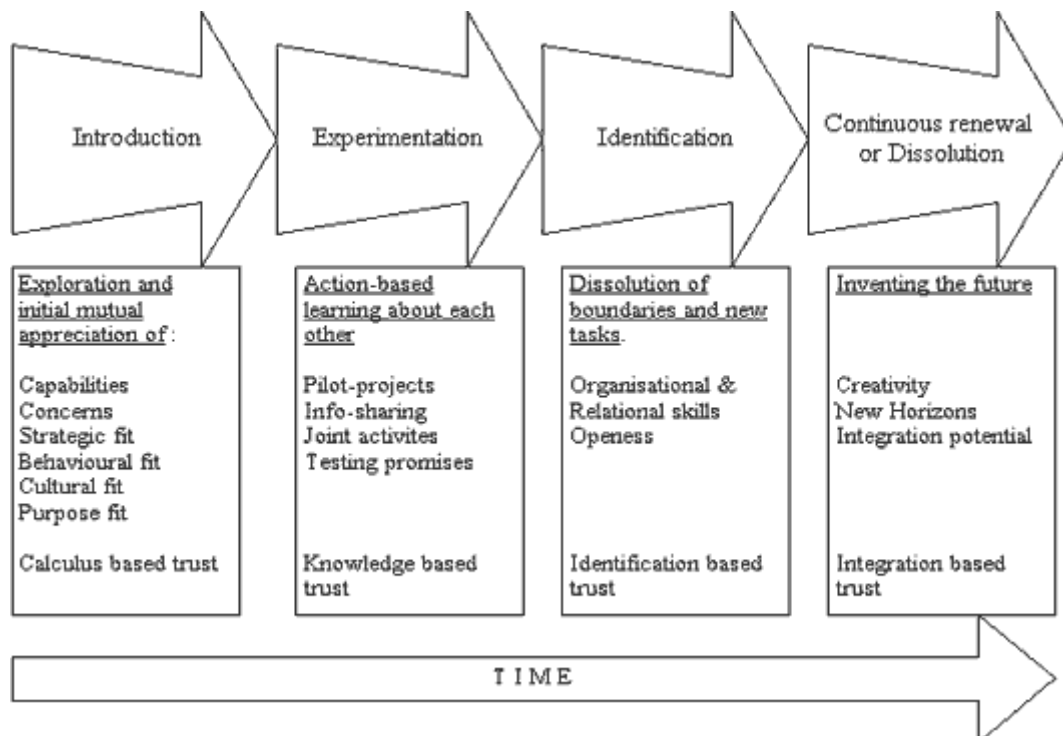 Introduction
Experimentation
Identification
Continuous renewal
or Dissolution
Exploration and
initial mutual
appreciation of :
Capabilities
Concerns
Strategic fit
Behavioural fit
Cultural fit
Purpose fit
Calculus based trust
Action-based
learning about each
other
Pilot-projects
Info-sharing
Joint activites
Testing promises
Knowledge based
trust
Dissolution of
boundaries and new
tasks.
Organisational &
Relational skills
Openess
Identification based
trust
Inventing the future
Creativity
New Horizons
Integration potential
Integration based
trust
T I M E